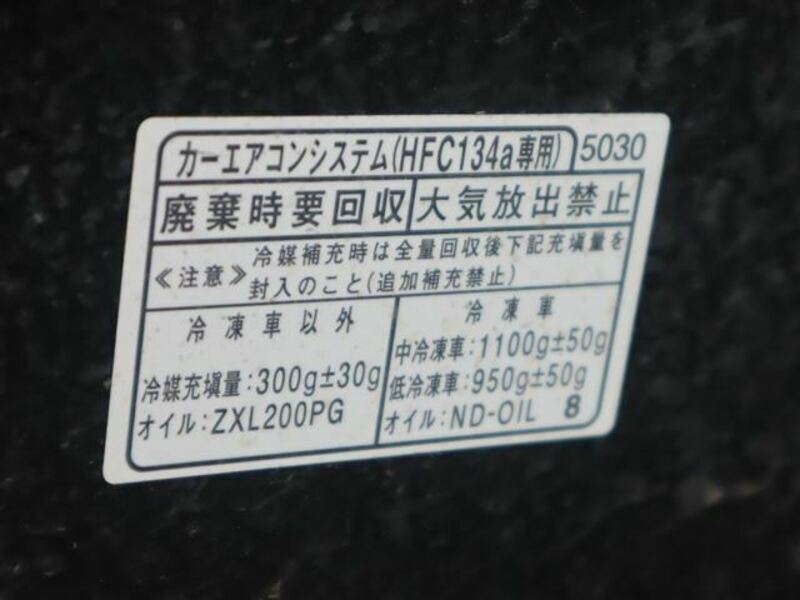 カーエアコンシステム(HFC134a専用) 5030
廃棄時要回収 大気放出禁止
《注意》冷媒補充時は全量回収後下記充填量を
封入のこと(追加補充禁止)
冷凍車以外
冷媒充填量:300g±30g
オイル:ZXL200PG
冷凍車
中冷凍車:1100g±50g
低冷凍車:950g±50g
オイル:ND-OIL 8